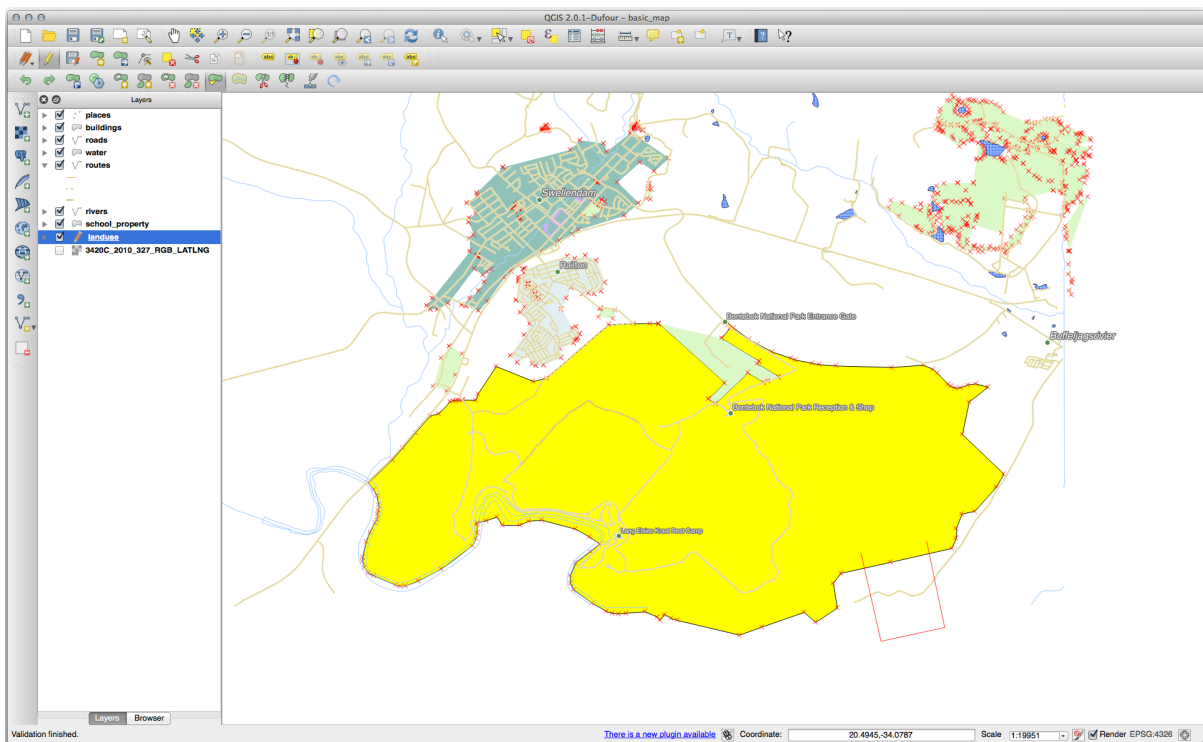 QGIS 2.0.1-Dufour - basic_map
Layers
places
buildings
roads
water
routes
rivers
school_property
landuse
3420C_2010_327_RGB_LATLNG
Swellendam
Railton
Bontebok National Park Entrance Gate
Buffeljagsrivier
Bontebok National Park Reception & Shop
Lang Elsies Kraal Rest Camp
Layers Browser
Validation finished.
There is a new plugin available
Coordinate: 20.4945,-34.0787
Scale 1:19951
Render EPSG:4326